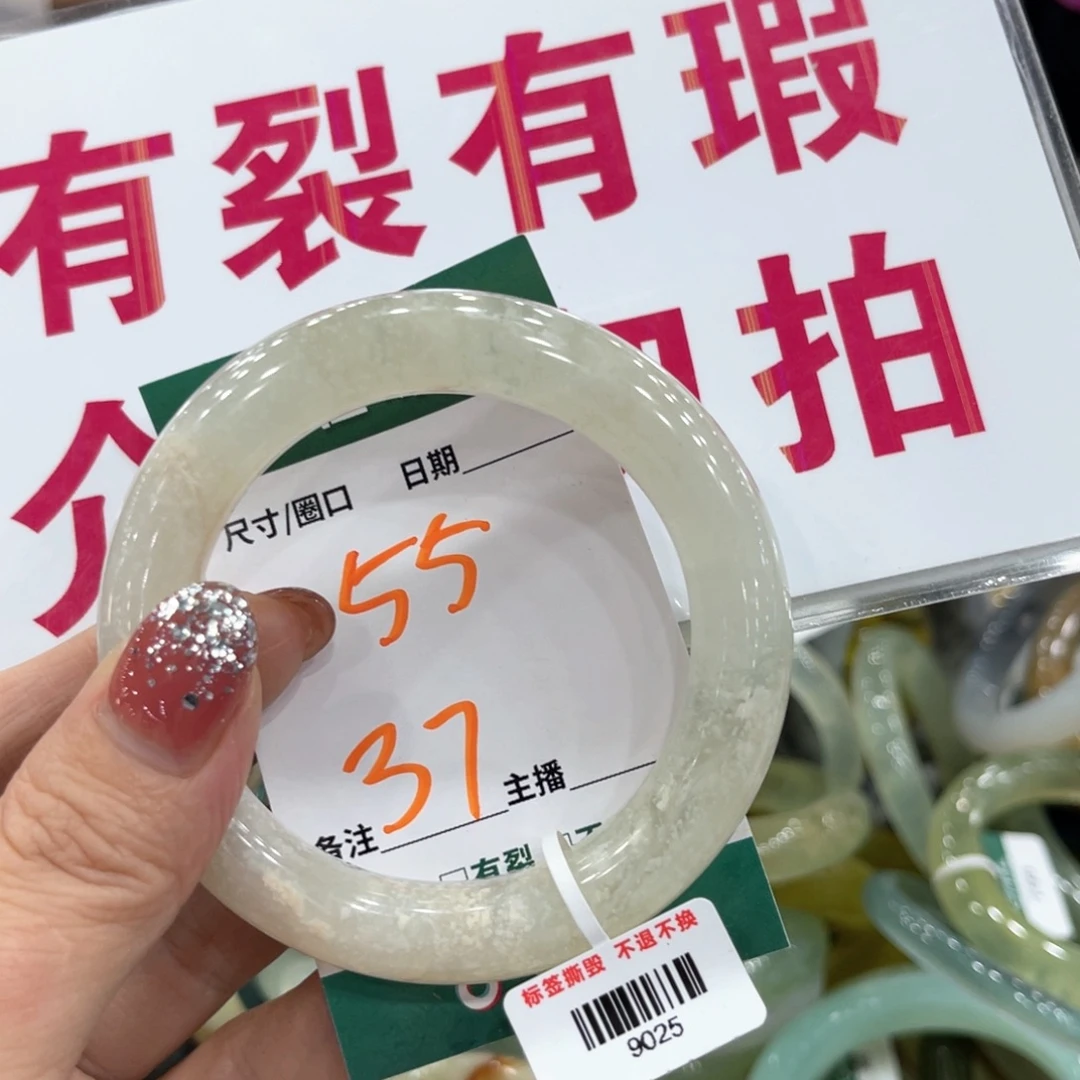 有裂有瑕
介 拍
日期
尺寸/圈口
55
37
主播
备注
有裂
标签撕毁 不退不换
9025